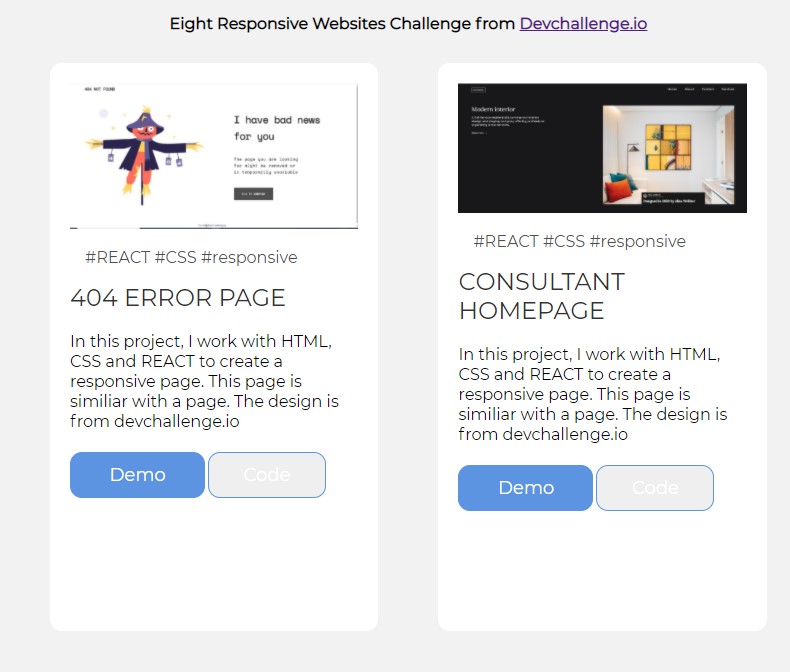 Eight Responsive Websites Challenge from Devchallenge.io
404 NOT FOUND
I have bad news
for you
The page you are looking
for might be removed or
is temporarily unavailable
#REACT #CSS #responsive
404 ERROR PAGE
In this project, I work with HTML,
CSS and REACT to create a
responsive page. This page is
similiar with a page. The design is
from devchallenge.io
Demo Code
Modern Interior
#REACT #CSS #responsive
CONSULTANT
HOMEPAGE
In this project, I work with HTML,
CSS and REACT to create a
responsive page. This page is
similiar with a page. The design is
from devchallenge.io
Demo Code